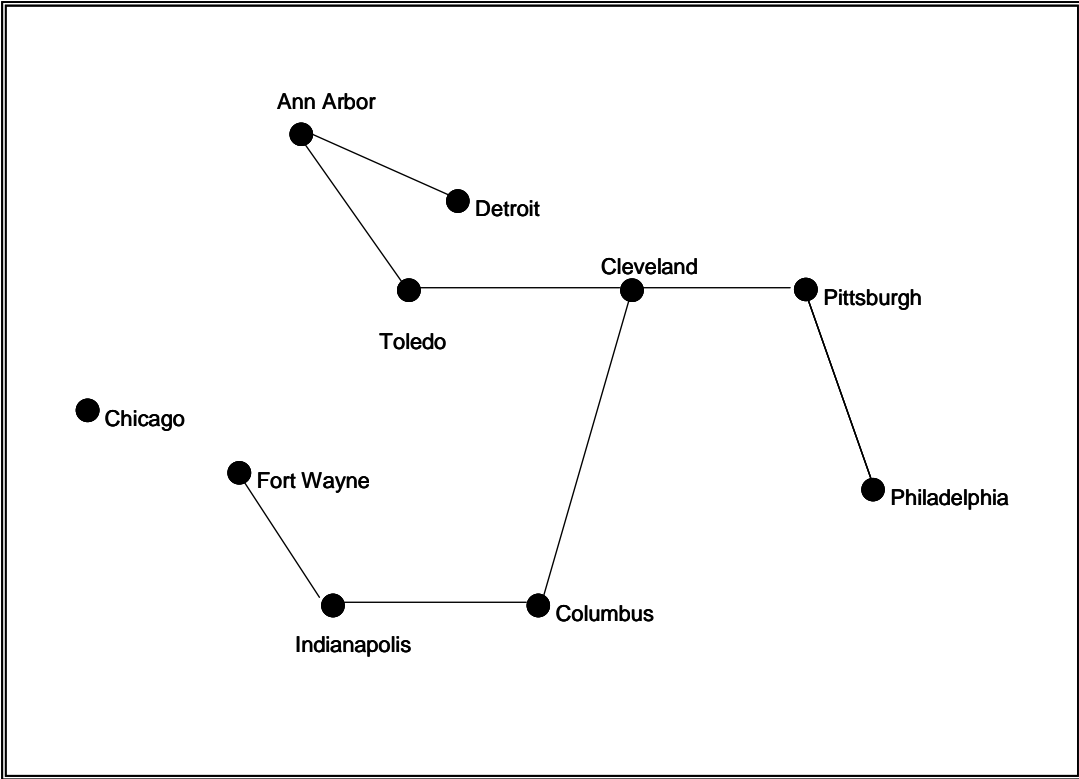 Ann Arbor
Detroit
Cleveland
Pittsburgh
Toledo
Chicago
Fort Wayne
Philadelphia
Columbus
Indianapolis